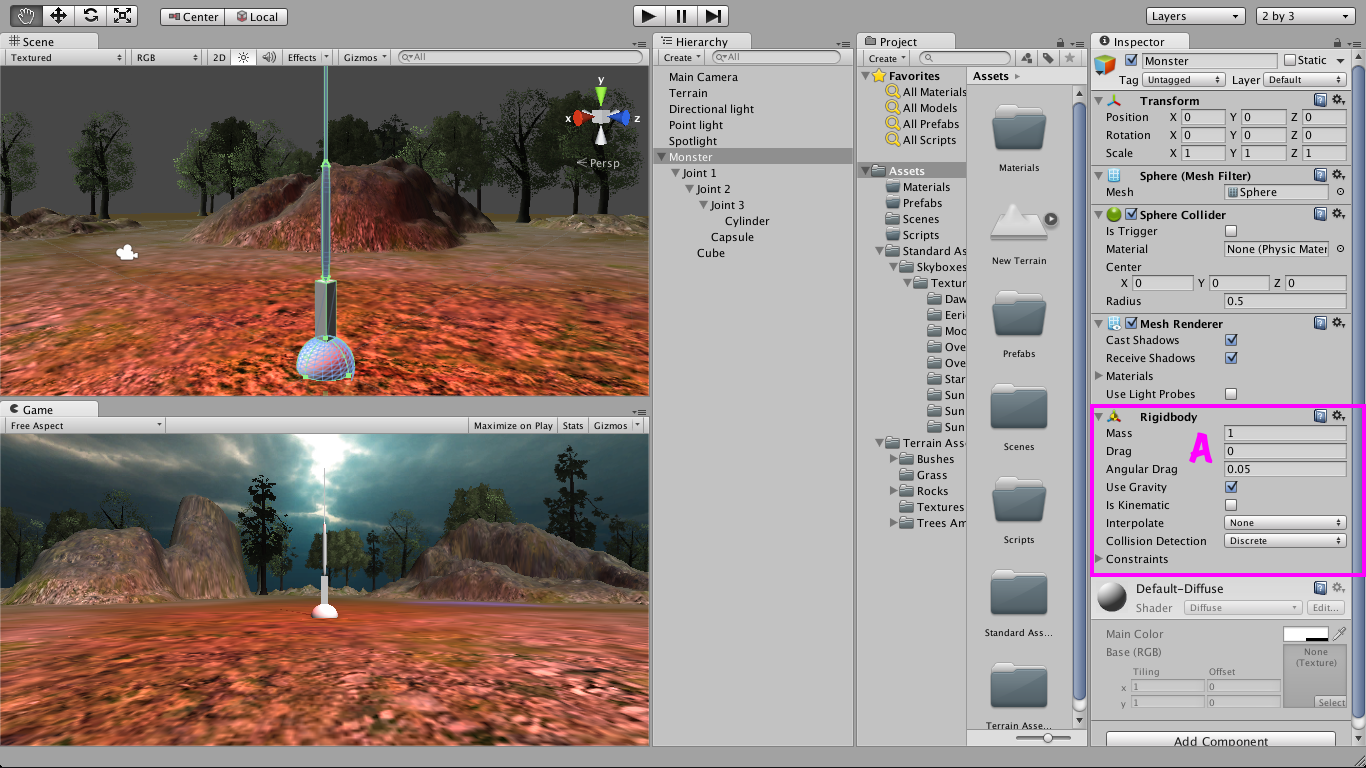 Center Local
Layers 2 by 3
Scene
Textured RGB 2D Effects Gizmos All
y
x z
Persp
Game
Free Aspect Maximize on Play Stats Gizmos
Hierarchy
Create All
Main Camera
Terrain
Directional light
Point light
Spotlight
Monster
Joint 1
Joint 2
Joint 3
Cylinder
Capsule
Cube
Project
Create
Favorites
All Materials
All Models
All Prefabs
All Scripts
Assets
Materials
Prefabs
Scenes
Scripts
Standard As
Skyboxes
Textur
Daw
Eeri
Moo
Ove
Ove
Star
Sun
Sun
Sun
Terrain Asse
Bushes
Grass
Rocks
Textures
Trees Am
Assets
Materials
New Terrain
Prefabs
Scenes
Scripts
Standard Ass...
Terrain Asse...
Inspector
Monster Static
Tag Untagged Layer Default
Transform
Position X 0 Y 0 Z 0
Rotation X 0 Y 0 Z 0
Scale X 1 Y 1 Z 1
Sphere (Mesh Filter)
Mesh Sphere
Sphere Collider
Is Trigger
Material None (Physic Mater
Center
X 0 Y 0 Z 0
Radius 0.5
Mesh Renderer
Cast Shadows
Receive Shadows
Materials
Use Light Probes
Rigidbody
A
Mass 1
Drag 0
Angular Drag 0.05
Use Gravity
Is Kinematic
Interpolate None
Collision Detection Discrete
Constraints
Default-Diffuse
Shader Diffuse Edit...
Main Color
Base (RGB) None
(Texture)
Tiling Offset
x 1 0
y 1 0
Select
Add Component